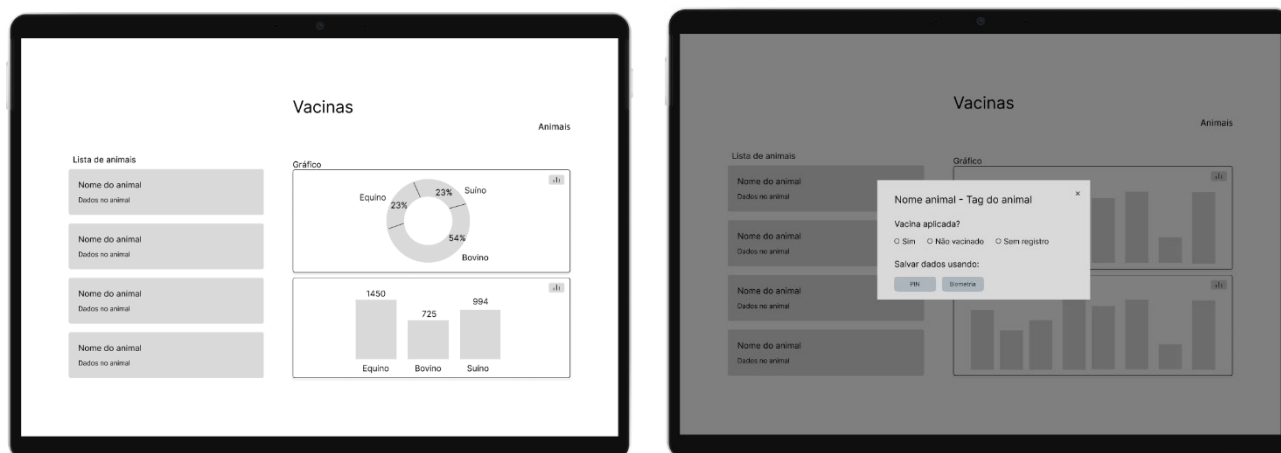 Vacinas
Animais
Lista de animais
Nome do animal
Dados no animal
Nome do animal
Dados no animal
Nome do animal
Dados no animal
Nome do animal
Dados no animal
Gráfico
Equino
23%
23%
Suíno
54%
Bovino
1450
725
994
Equino
Bovino
Suíno
Vacinas
Animais
Lista de animais
Nome do animal
Dados no animal
Nome do animal
Dados no animal
Nome do animal
Dados no animal
Nome do animal
Dados no animal
Gráfico
Nome animal - Tag do animal
×
Vacina aplicada?
Sim
Não vacinado
Sem registro
Salvar dados usando:
PIN
Biometria